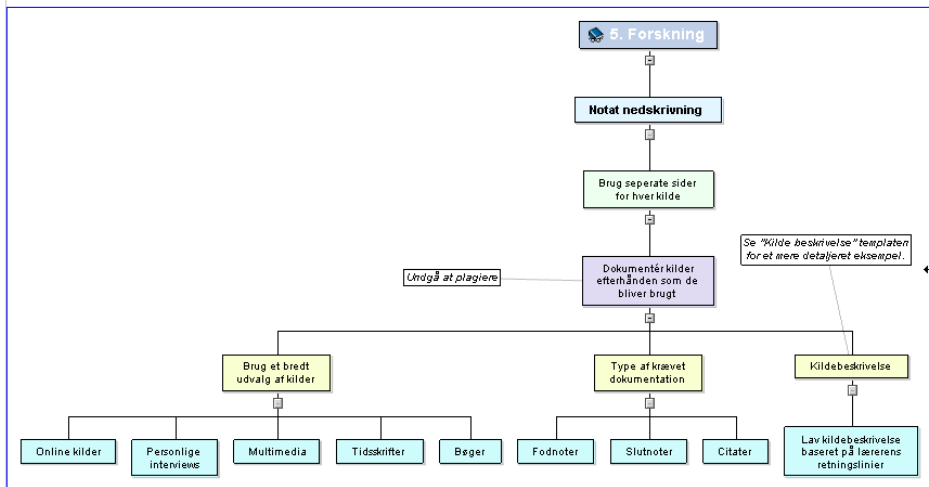 5. Forskning
Notat nedskrivning
Brug seperate sider
for hver kilde
Se "Kilde beskrivelse" templaten
for et mere detaljeret eksempel.
Undgå at plagiere
Dokumentér kilder
efterhånden som de
bliver brugt
Brug et bredt
udvalg af kilder
Type af krævet
dokumentation
Kildebeskrivelse
Online kilder
Personlige
interviews
Multimedia
Tidsskrifter
Bøger
Fodnoter
Slutnoter
Citater
Lav kildebeskrivelse
baseret på lærerens
retningslinier